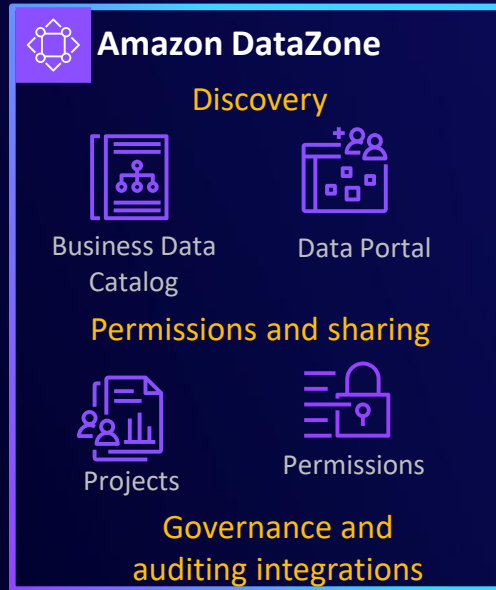 Amazon DataZone
Discovery
Business Data
Catalog
Data Portal
Permissions and sharing
Projects
Permissions
Governance and
auditing integrations